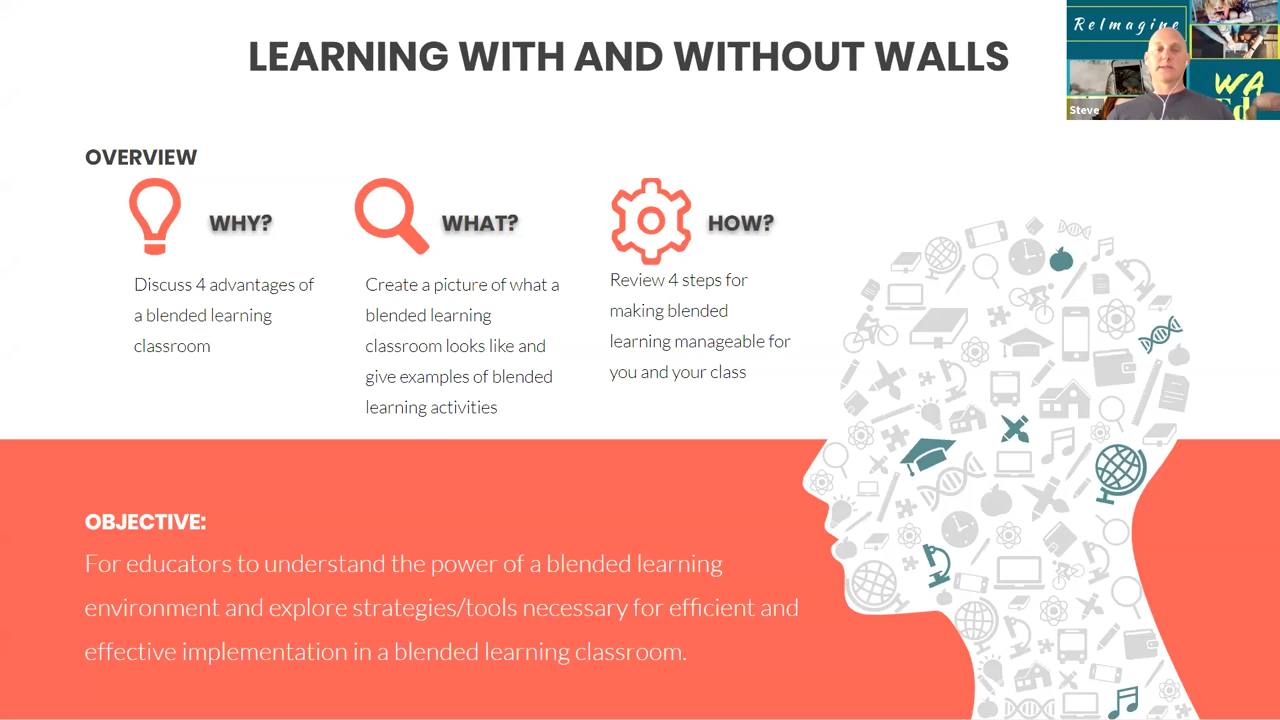 LEARNING WITH AND WITHOUT WALLS
ReImagine
WA
Ed
Steve
OVERVIEW
WHY?
Discuss 4 advantages of
a blended learning
classroom
WHAT?
Create a picture of what a
blended learning
classroom looks like and
give examples of blended
learning activities
HOW?
Review 4 steps for
making blended
learning manageable for
you and your class
OBJECTIVE:
For educators to understand the power of a blended learning
environment and explore strategies/tools necessary for efficient and
effective implementation in a blended learning classroom.